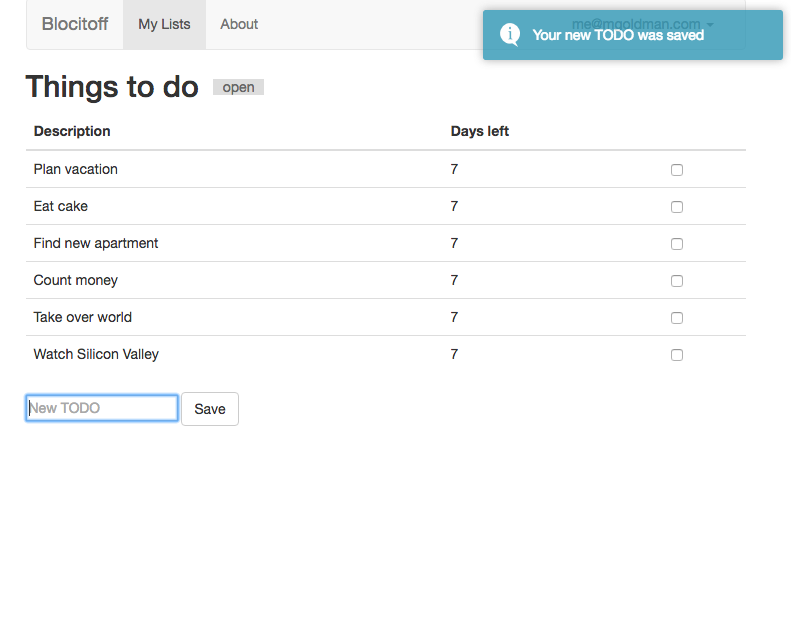 Blocitoff My Lists About me@mgoldman.com
Your new TODO was saved
Things to do open
Description Days left
Plan vacation 7
Eat cake 7
Find new apartment 7
Count money 7
Take over world 7
Watch Silicon Valley 7
New TODO Save